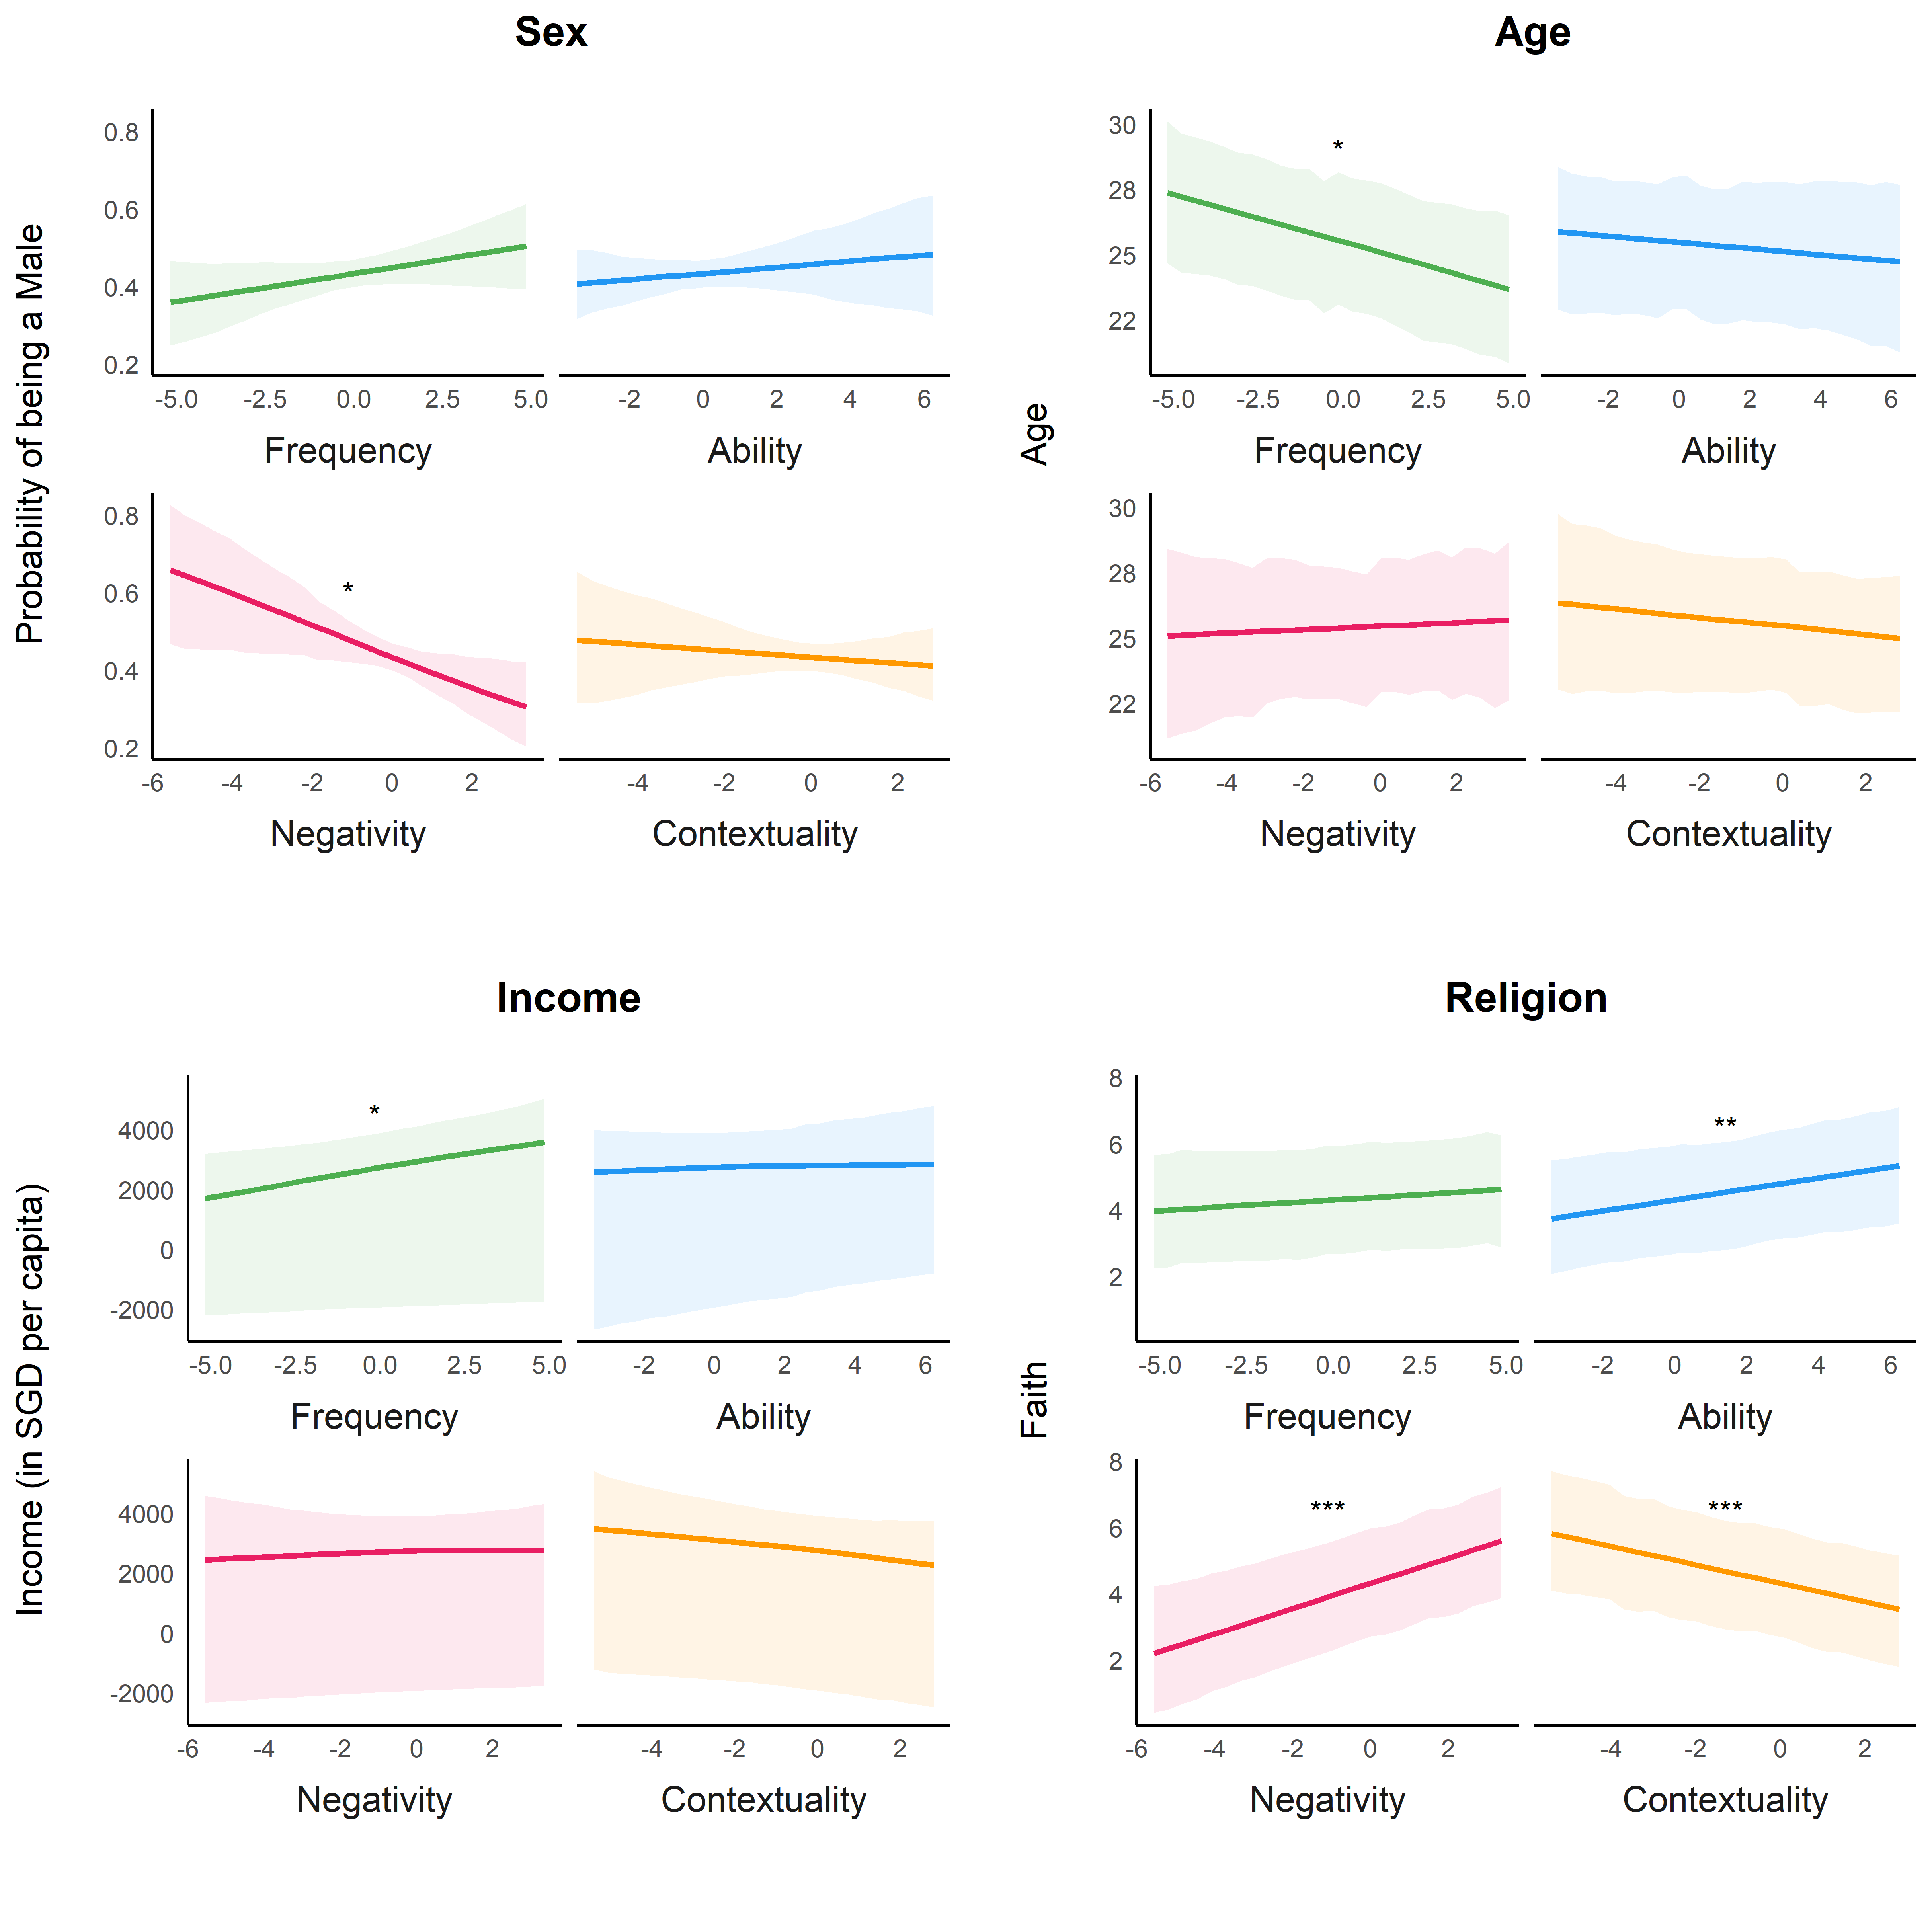 Sex
Probability of being a Male
0.8
0.6
0.4
0.2
-5.0 -2.5 0.0 2.5 5.0
Frequency
-2 0 2 4 6
Ability
0.8
0.6
0.4
0.2
*
-6 -4 -2 0 2
Negativity
-4 -2 0 2
Contextuality
Age
Age
30
28
25
22
*
-5.0 -2.5 0.0 2.5 5.0
Frequency
-2 0 2 4 6
Ability
30
28
25
22
-6 -4 -2 0 2
Negativity
-4 -2 0 2
Contextuality
Income
Income (in SGD per capita)
4000
2000
0
-2000
*
-5.0 -2.5 0.0 2.5 5.0
Frequency
-2 0 2 4 6
Ability
4000
2000
0
-2000
-6 -4 -2 0 2
Negativity
-4 -2 0 2
Contextuality
Religion
Faith
8
6
4
2
-5.0 -2.5 0.0 2.5 5.0
Frequency
**
-2 0 2 4 6
Ability
8
6
4
2
***
-6 -4 -2 0 2
Negativity
***
-4 -2 0 2
Contextuality